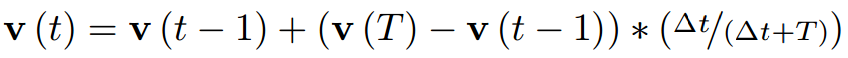 v (t) = v (t − 1) + (v (T) − v (t − 1)) ∗ (Δt/(Δt+T))